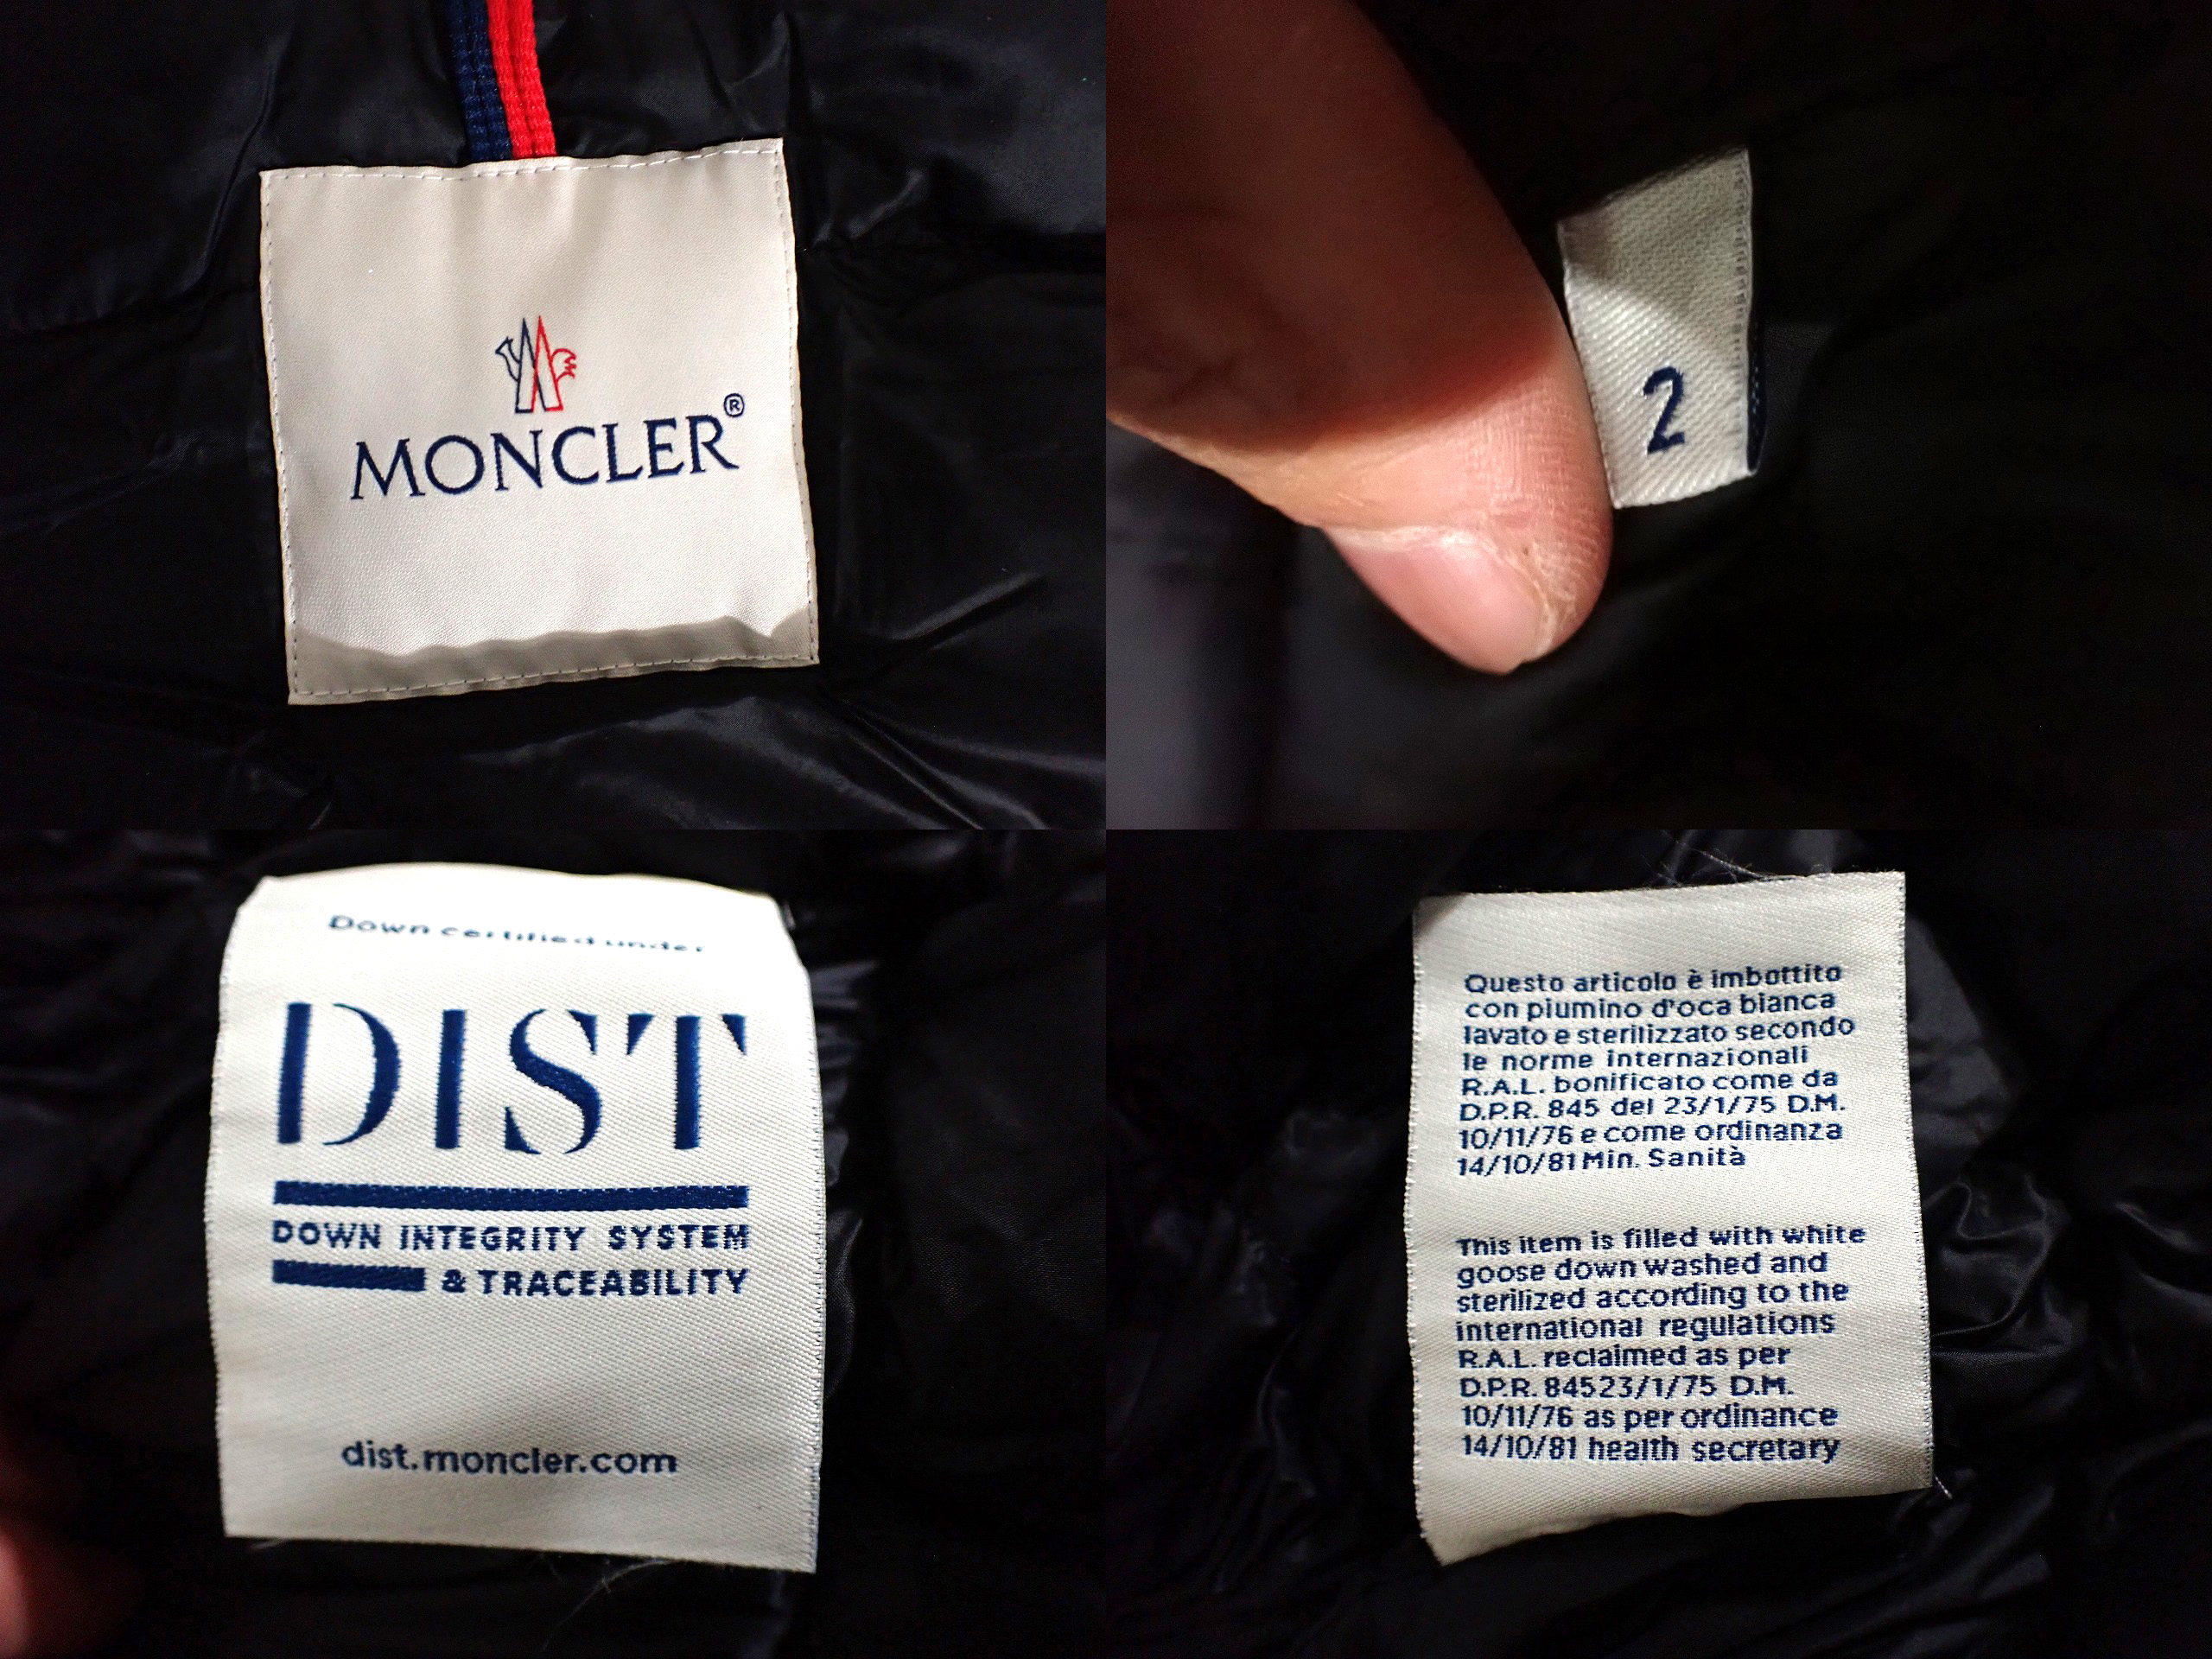 MONCLER®
2
Down certified under
DIST
DOWN INTEGRITY SYSTEM
& TRACEABILITY
dist.moncler.com
Questo articolo è imbottito
con piumino d'oca bianca
lavato e sterilizzato secondo
le norme internazionali
R.A.L. bonificato come da
D.P.R. 845 del 23/1/75 D.M.
10/11/76 e come ordinanza
14/10/81 Min. Sanità
This item is filled with white
goose down washed and
sterilized according to the
international regulations
R.A.L. reclaimed as per
D.P.R. 84523/1/75 D.M.
10/11/76 as per ordinance
14/10/81 health secretary